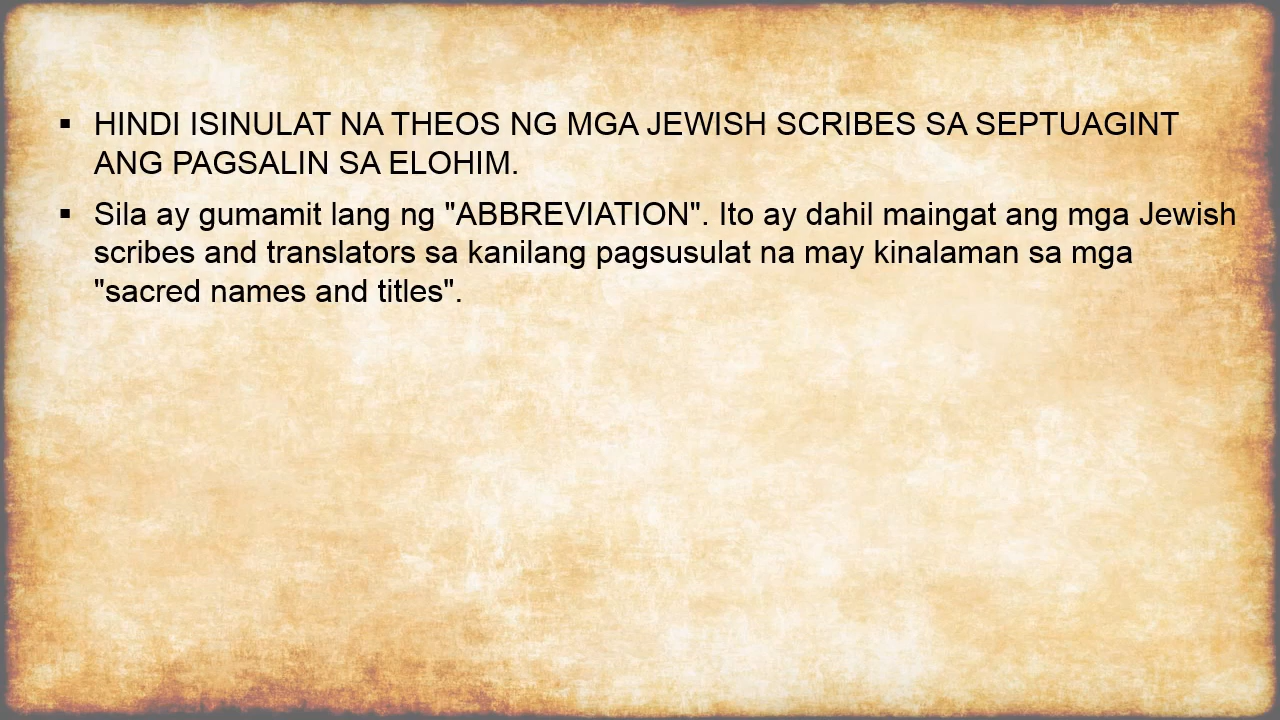 ▪ HINDI ISINULAT NA THEOS NG MGA JEWISH SCRIBES SA SEPTUAGINT
ANG PAGSALIN SA ELOHIM.
▪ Sila ay gumamit lang ng "ABBREVIATION". Ito ay dahil maingat ang mga Jewish
scribes and translators sa kanilang pagsusulat na may kinalaman sa mga
"sacred names and titles".